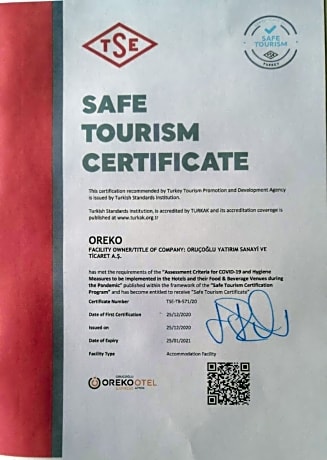 TSE
SAFE
TOURISM
TURKEY
SAFE
TOURISM
CERTIFICATE
This certification recommended by Turkey Tourism Promotion and Development Agency
is issued by Turkish Standards Institution.
Turkish Standards Institution, is accredited by TURKAK and its accreditation coverage is
published at www.turkak.org.tr
OREKO
FACILITY OWNER/TITLE OF COMPANY: ORUÇOĞLU YATIRIM SANAYİ VE
TİCARET A.Ş.
has met the requirements of the "Assessment Criteria for COVID-19 and Hygiene
Measures to be Implemented in the Hotels and their Food & Beverage Venues during
the Pandemic" published within the framework of the "Safe Tourism Certification
Program" and has become entitled to receive "Safe Tourism Certificate"
Certificate Number TSE-TR-571/20
Date of First Certification 25/12/2020
Issued on 25/12/2020
Date of Expiry 23/01/2021
Facility Type Accommodation Facility
ORUÇOĞLU
OREKOOTEL